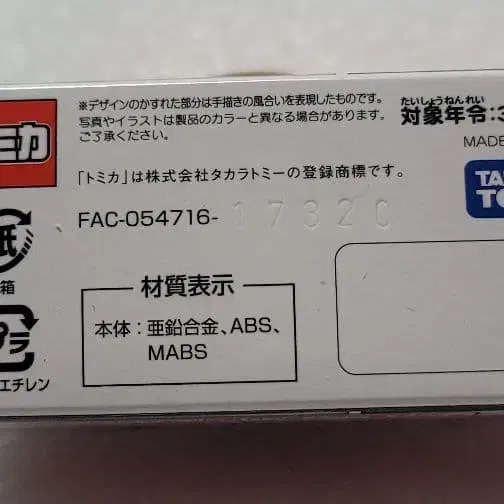 ※デザインのかすれた部分は手描きの風合いを表現したものです。
写真やイラストは製品のカラーと異なる場合があります。
ご了承ください。
たいしょうねんれい
対象年令:3
MADE
トミカ
「トミカ」は株式会社タカラトミーの登録商標です。
TA
TO
FAC-054716-17320
紙
箱
材質表示
本体:亜鉛合金、ABS、
MABS
プラ
エチレン